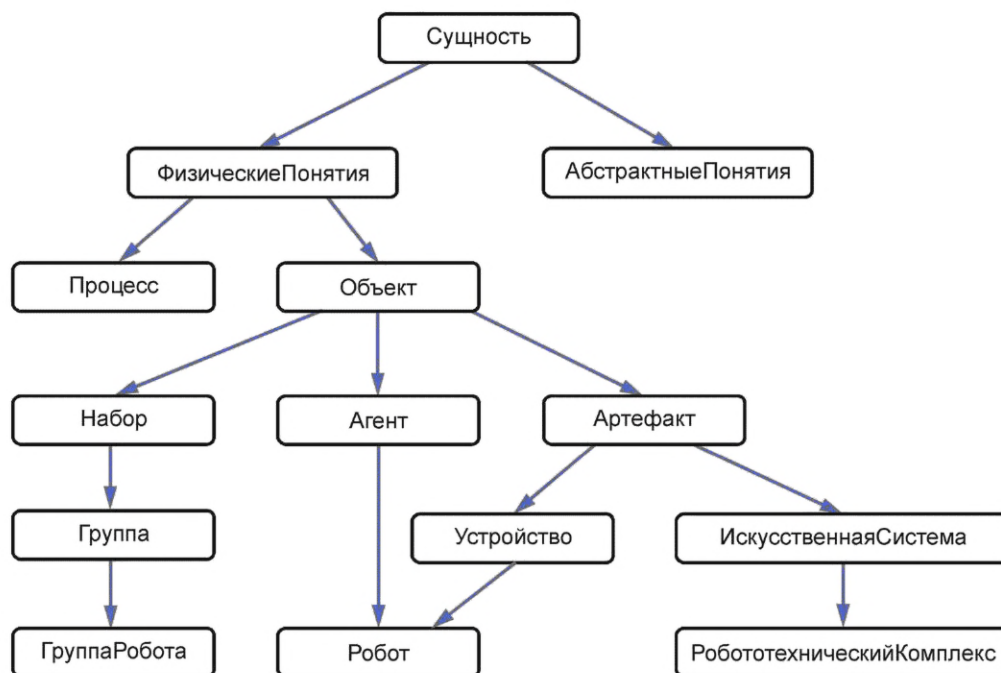 Сущность
ФизическиеПонятия
АбстрактныеПонятия
Процесс
Объект
Набор
Агент
Артефакт
Группа
Устройство
ИскусственнаяСистема
ГруппаРобота
Робот
РобототехническийКомплекс